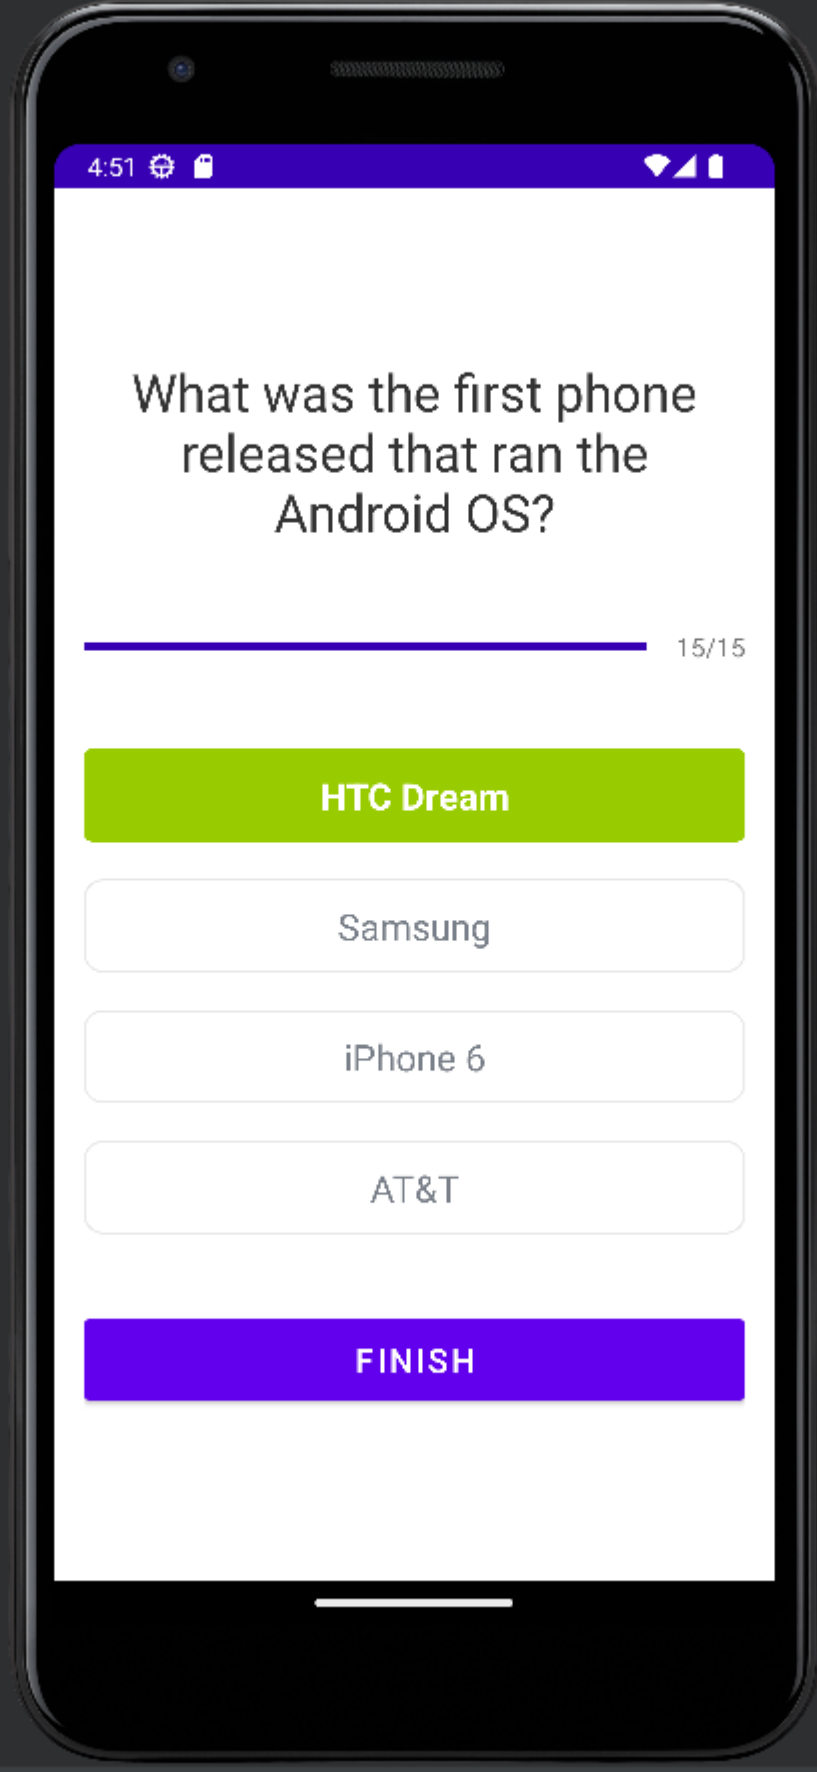 4:51
What was the first phone
released that ran the
Android OS?
15/15
HTC Dream
Samsung
iPhone 6
AT&T
FINISH